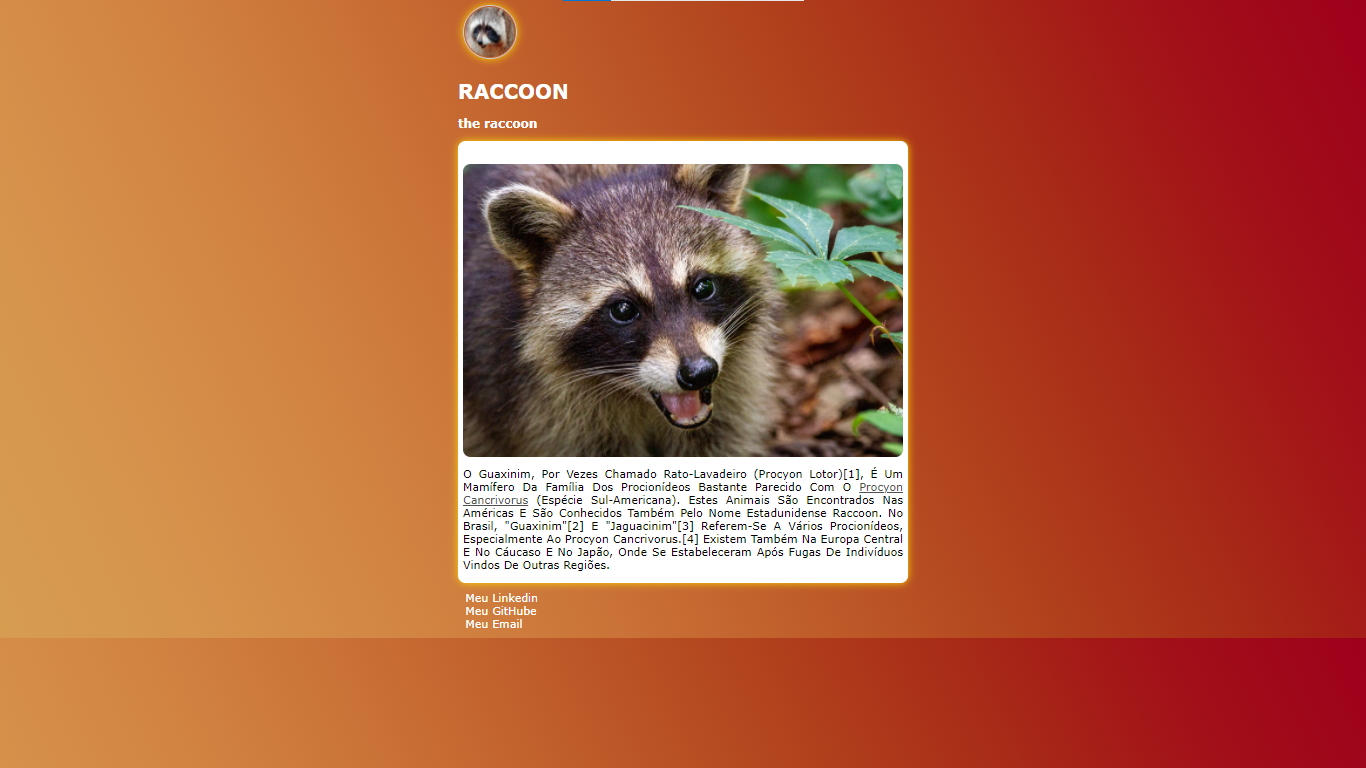 RACCOON
the raccoon
O Guaxinim, Por Vezes Chamado Rato-Lavadeiro (Procyon Lotor)[1], É Um
Mamífero Da Família Dos Procionídeos Bastante Parecido Com O Procyon
Cancrivorus (Espécie Sul-Americana). Estes Animais São Encontrados Nas
Américas E São Conhecidos Também Pelo Nome Estadunidense Raccoon. No
Brasil, "Guaxinim"[2] E "Jaguacinim"[3] Referem-Se A Vários Procionídeos,
Especialmente Ao Procyon Cancrivorus.[4] Existem Também Na Europa Central
E No Cáucaso E No Japão, Onde Se Estabeleceram Após Fugas De Indivíduos
Vindos De Outras Regiões.
Meu Linkedin
Meu GitHube
Meu Email